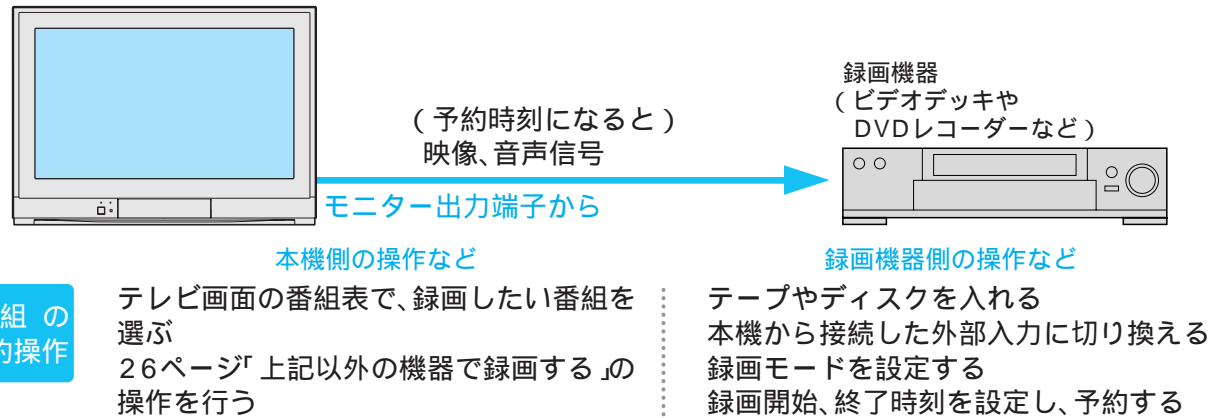 録画機器
(ビデオデッキや
DVDレコーダーなど)
(予約時刻になると)
映像、音声信号
モニター出力端子から
本機側の操作など
録画機器側の操作など
組 の
約操作
テレビ画面の番組表で、録画したい番組を
選ぶ
26ページ「上記以外の機器で録画する」の
操作を行う
テープやディスクを入れる
本機から接続した外部入力に切り換える
録画モードを設定する
録画開始、終了時刻を設定し、予約する